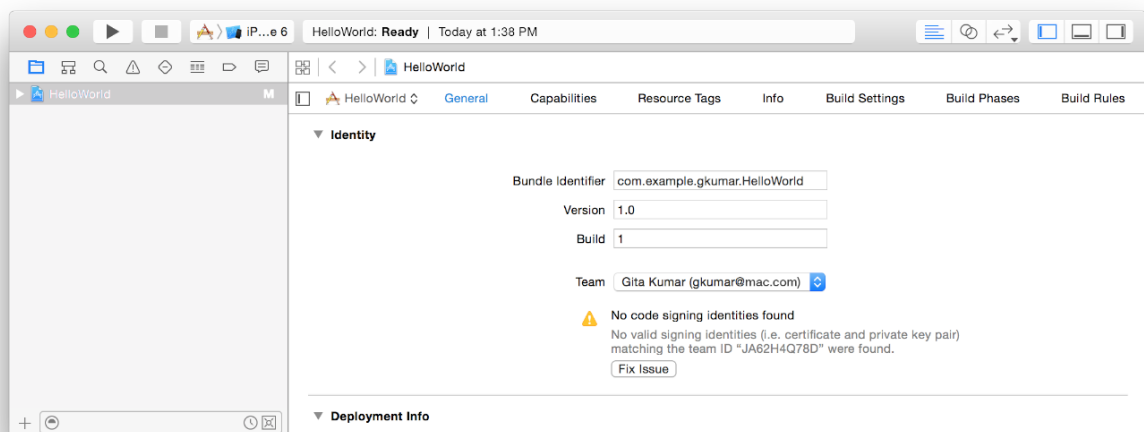 iP...e 6
HelloWorld: Ready | Today at 1:38 PM
HelloWorld
M
HelloWorld
HelloWorld
General
Capabilities
Resource Tags
Info
Build Settings
Build Phases
Build Rules
Identity
Bundle Identifier com.example.gkumar.HelloWorld
Version 1.0
Build 1
Team Gita Kumar (gkumar@mac.com)
No code signing identities found
No valid signing identities (i.e. certificate and private key pair)
matching the team ID “JA62H4Q78D” were found.
Fix Issue
Deployment Info